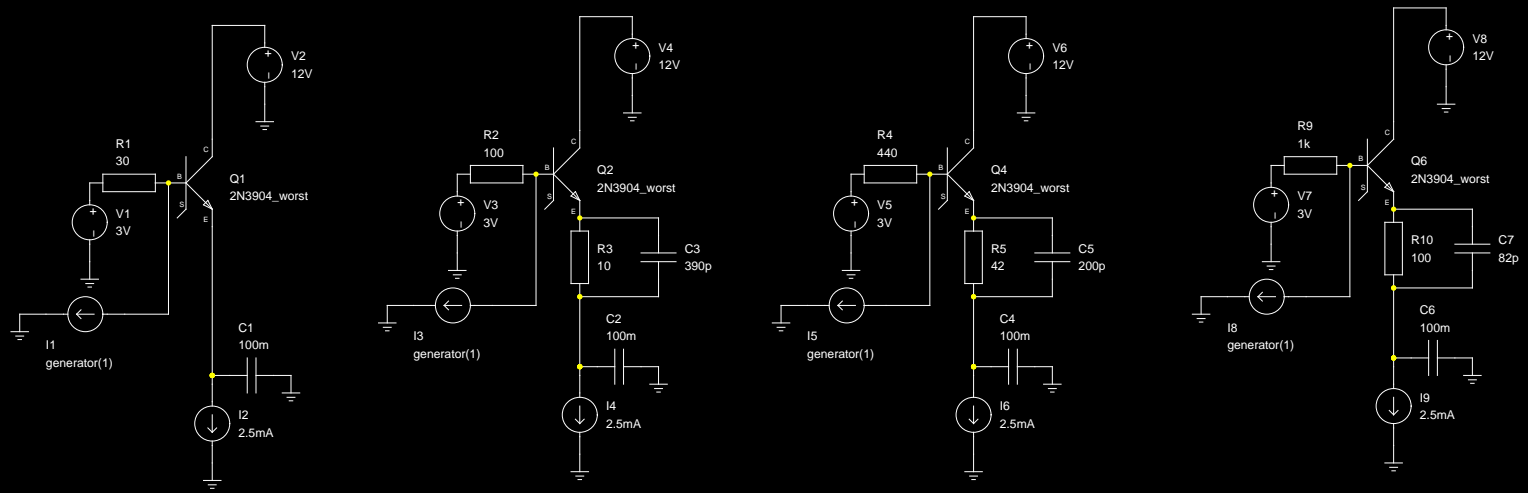 V2
12V
R1
30
C
B
S
E
Q1
2N3904_worst
V1
3V
I1
generator(1)
C1
100m
I2
2.5mA
V4
12V
R2
100
C
B
S
E
Q2
2N3904_worst
V3
3V
R3
10
C3
390p
I3
generator(1)
C2
100m
I4
2.5mA
V6
12V
R4
440
C
B
S
E
Q4
2N3904_worst
V5
3V
R5
42
C5
200p
I5
generator(1)
C4
100m
I6
2.5mA
V8
12V
R9
1k
C
B
S
E
Q6
2N3904_worst
V7
3V
R10
100
C7
82p
I8
generator(1)
C6
100m
I9
2.5mA